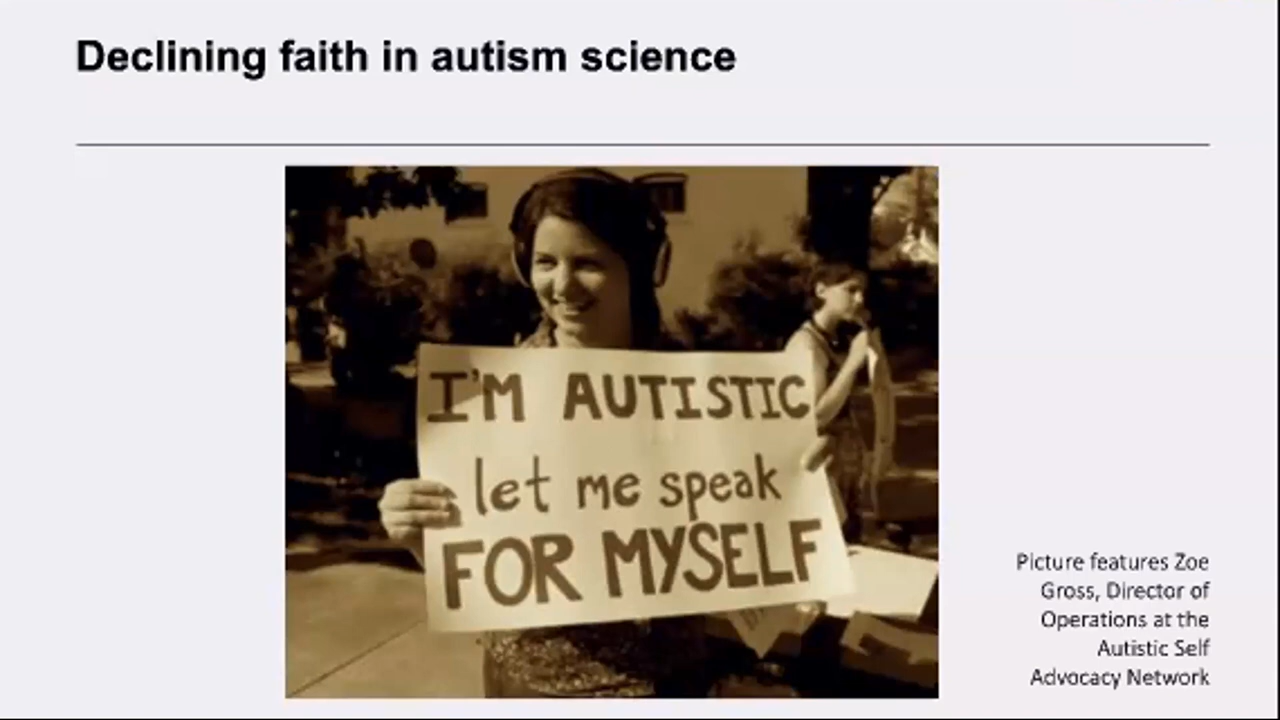 Declining faith in autism science
I'M AUTISTIC
let me speak
FOR MYSELF
Picture features Zoe
Gross, Director of
Operations at the
Autistic Self
Advocacy Network